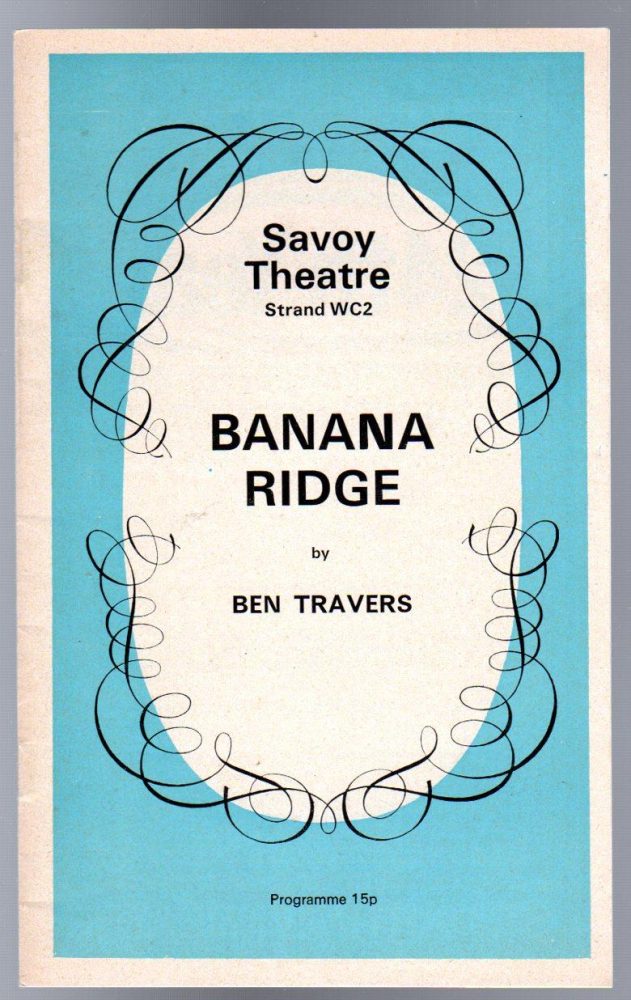 Savoy
Theatre
Strand WC2
BANANA
RIDGE
by
BEN TRAVERS
Programme 15p